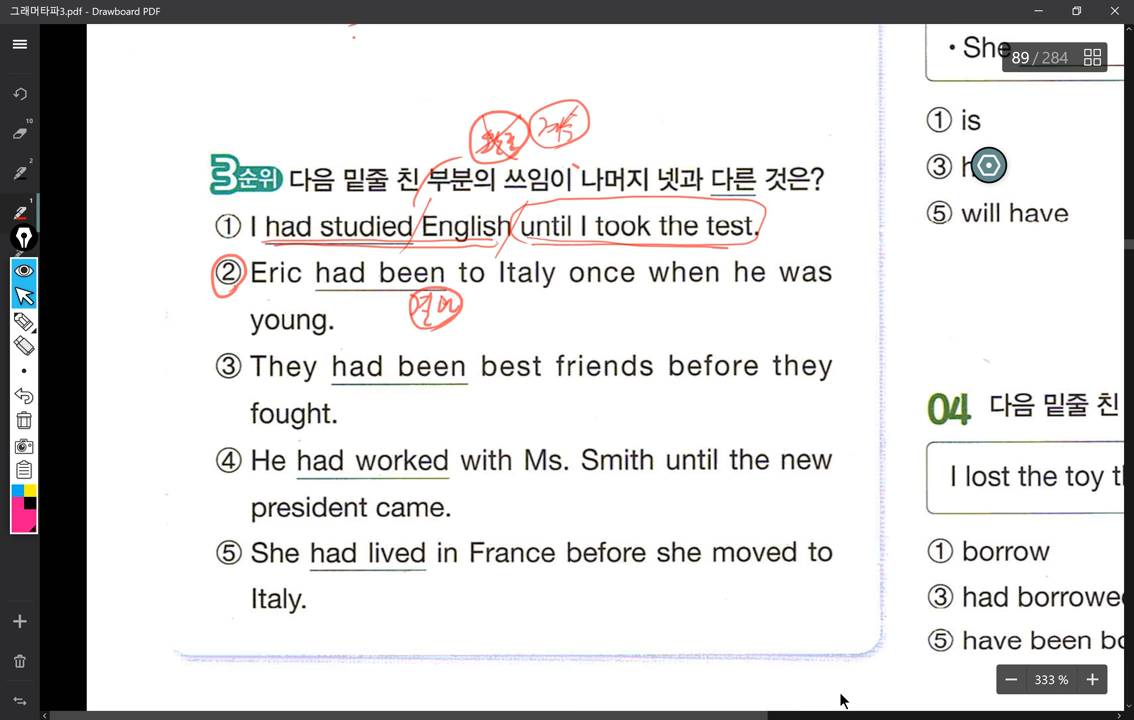 그래머타파3.pdf - Drawboard PDF
89 / 284
10
2
1
3순위 다음 밑줄 친 부분의 쓰임이 나머지 넷과 다른 것은?
① I had studied English until I took the test.
② Eric had been to Italy once when he was
young.
경험
③ They had been best friends before they
fought.
④ He had worked with Ms. Smith until the new
president came.
⑤ She had lived in France before she moved to
Italy.
• She
① is
③ h
⑤ will have
04 다음 밑줄 친
I lost the toy
① borrow
③ had borrowe
⑤ have been
333 %